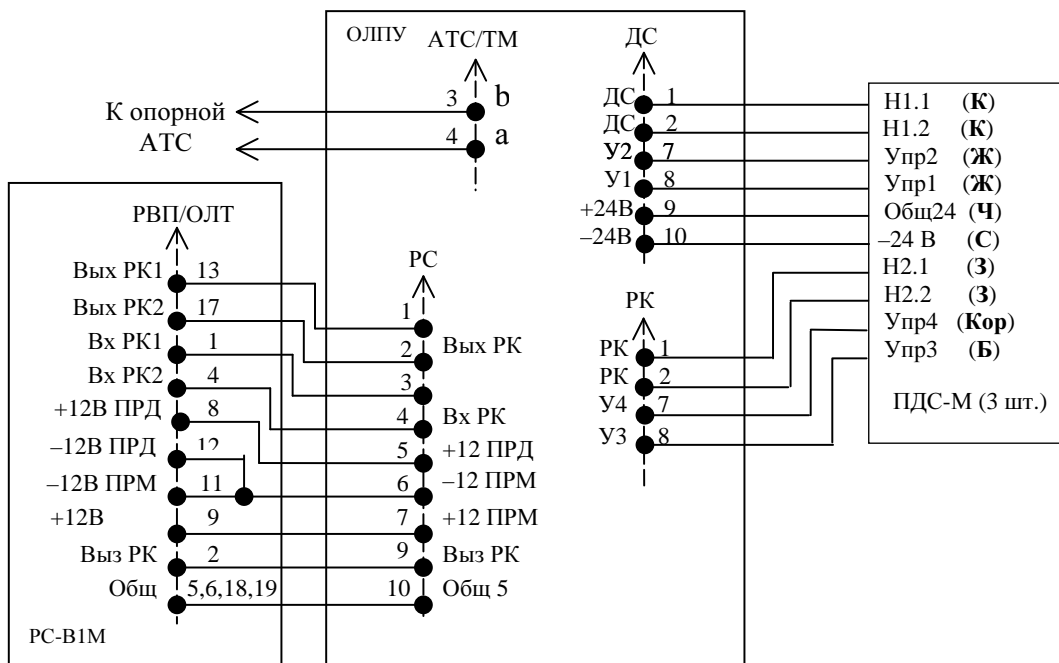 ОЛПУ
АТС/ТМ
3 b
К опорной
АТС
4 a
ДС
ДС 1
ДС 2
У2 7
У1 8
+24В 9
–24В 10
Н1.1 (К)
Н1.2 (К)
Упр2 (Ж)
Упр1 (Ж)
Общ24 (Ч)
–24 В (С)
Н2.1 (З)
Н2.2 (З)
Упр4 (Кор)
Упр3 (Б)
ПДС-М (3 шт.)
РК
РК 1
РК 2
У4 7
У3 8
РВП/ОЛТ
Вых РК1 13
Вых РК2 17
Вх РК1 1
Вх РК2 4
+12В ПРД 8
–12В ПРД 12
–12В ПРМ 11
+12В 9
Выз РК 2
Общ 5,6,18,19
РС-В1М
РС
1
2 Вых РК
3
4 Вх РК
5 +12 ПРД
6 –12 ПРМ
7 +12 ПРМ
9 Выз РК
10 Общ 5